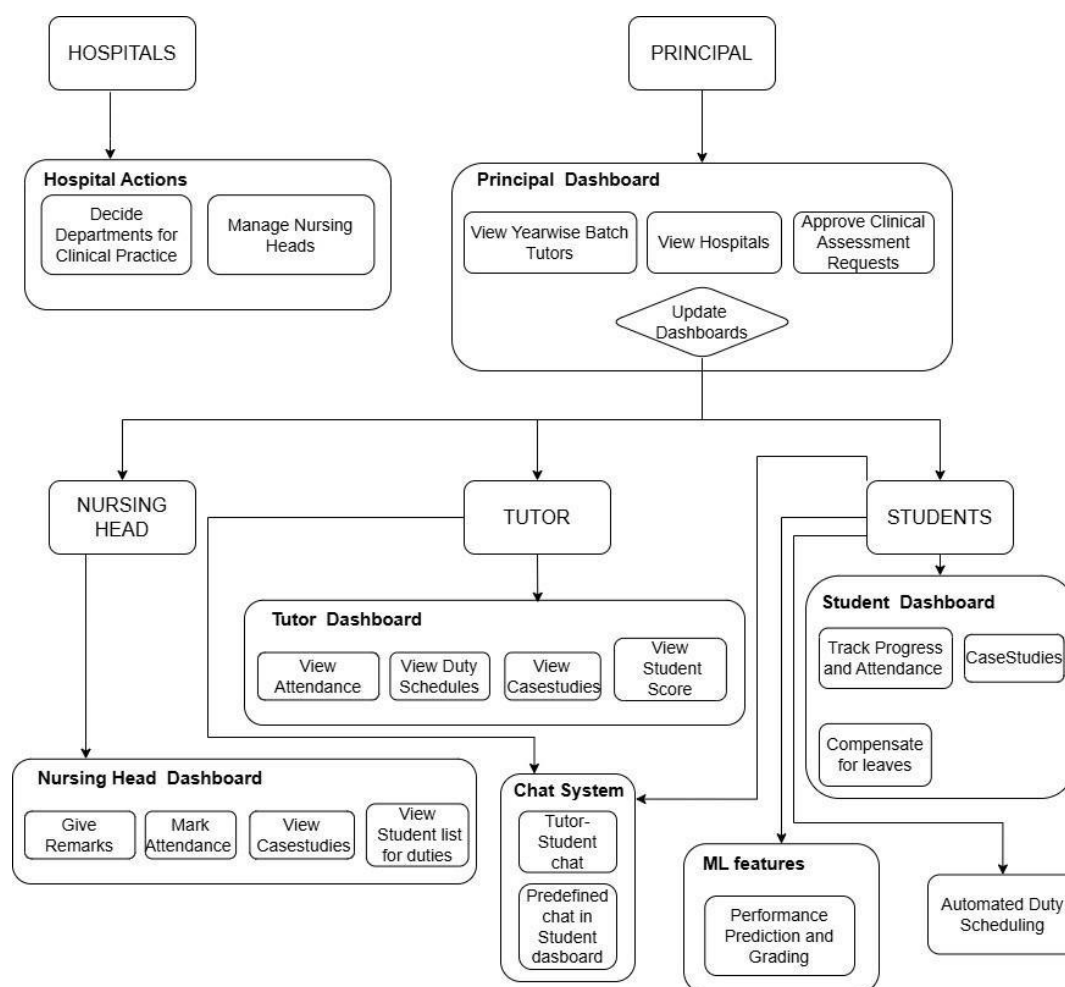 HOSPITALS
PRINCIPAL
Hospital Actions
Decide
Departments for
Clinical Practice
Manage Nursing
Heads
Principal Dashboard
View Yearwise Batch
Tutors
View Hospitals
Approve Clinical
Assessment
Requests
Update
Dashboards
NURSING
HEAD
TUTOR
STUDENTS
Tutor Dashboard
View
Attendance
View Duty
Schedules
View
Casestudies
View
Student
Score
Student Dashboard
Track Progress
and Attendance
CaseStudies
Compensate
for leaves
Nursing Head Dashboard
Give
Remarks
Mark
Attendance
View
Casestudies
View
Student list
for duties
Chat System
Tutor-
Student
chat
Predefined
chat in
Student
dasboard
ML features
Performance
Prediction and
Grading
Automated Duty
Scheduling